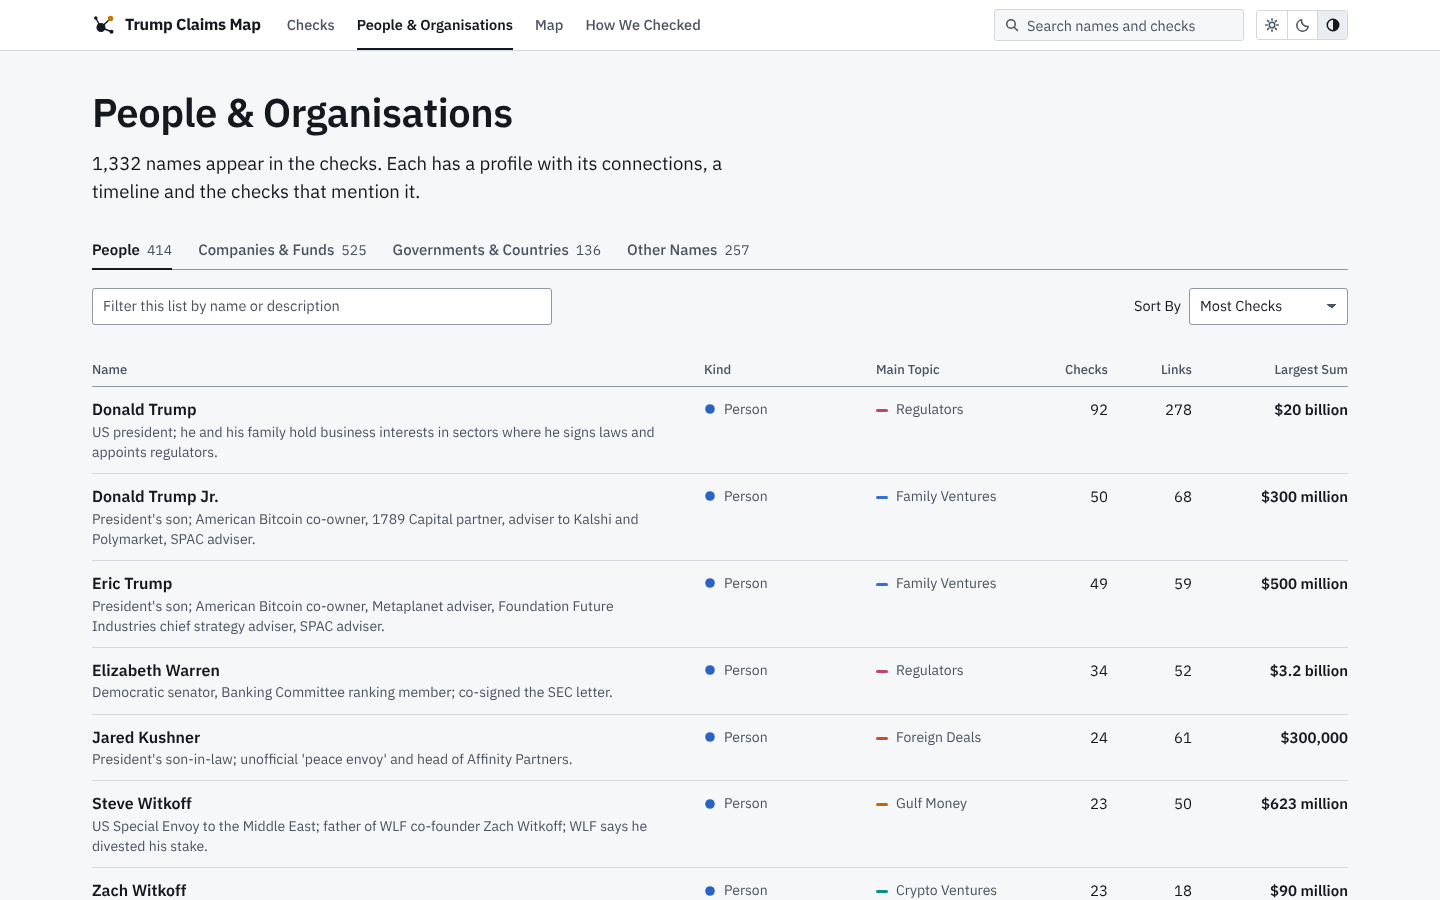 Trump Claims Map
Checks
People & Organisations
Map
How We Checked
Search names and checks
People & Organisations
1,332 names appear in the checks. Each has a profile with its connections, a
timeline and the checks that mention it.
People 414
Companies & Funds 525
Governments & Countries 136
Other Names 257
Filter this list by name or description
Sort By
Most Checks
Name
Kind
Main Topic
Checks
Links
Largest Sum
Donald Trump
Person
Regulators
92
278
$20 billion
US president; he and his family hold business interests in sectors where he signs laws and
appoints regulators.
Donald Trump Jr.
Person
Family Ventures
50
68
$300 million
President's son; American Bitcoin co-owner, 1789 Capital partner, adviser to Kalshi and
Polymarket, SPAC adviser.
Eric Trump
Person
Family Ventures
49
59
$500 million
President's son; American Bitcoin co-owner, Metaplanet adviser, Foundation Future
Industries chief strategy adviser, SPAC adviser.
Elizabeth Warren
Person
Regulators
34
52
$3.2 billion
Democratic senator, Banking Committee ranking member; co-signed the SEC letter.
Jared Kushner
Person
Foreign Deals
24
61
$300,000
President's son-in-law; unofficial 'peace envoy' and head of Affinity Partners.
Steve Witkoff
Person
Gulf Money
23
50
$623 million
US Special Envoy to the Middle East; father of WLF co-founder Zach Witkoff; WLF says he
divested his stake.
Zach Witkoff
Person
Crypto Ventures
23
18
$90 million